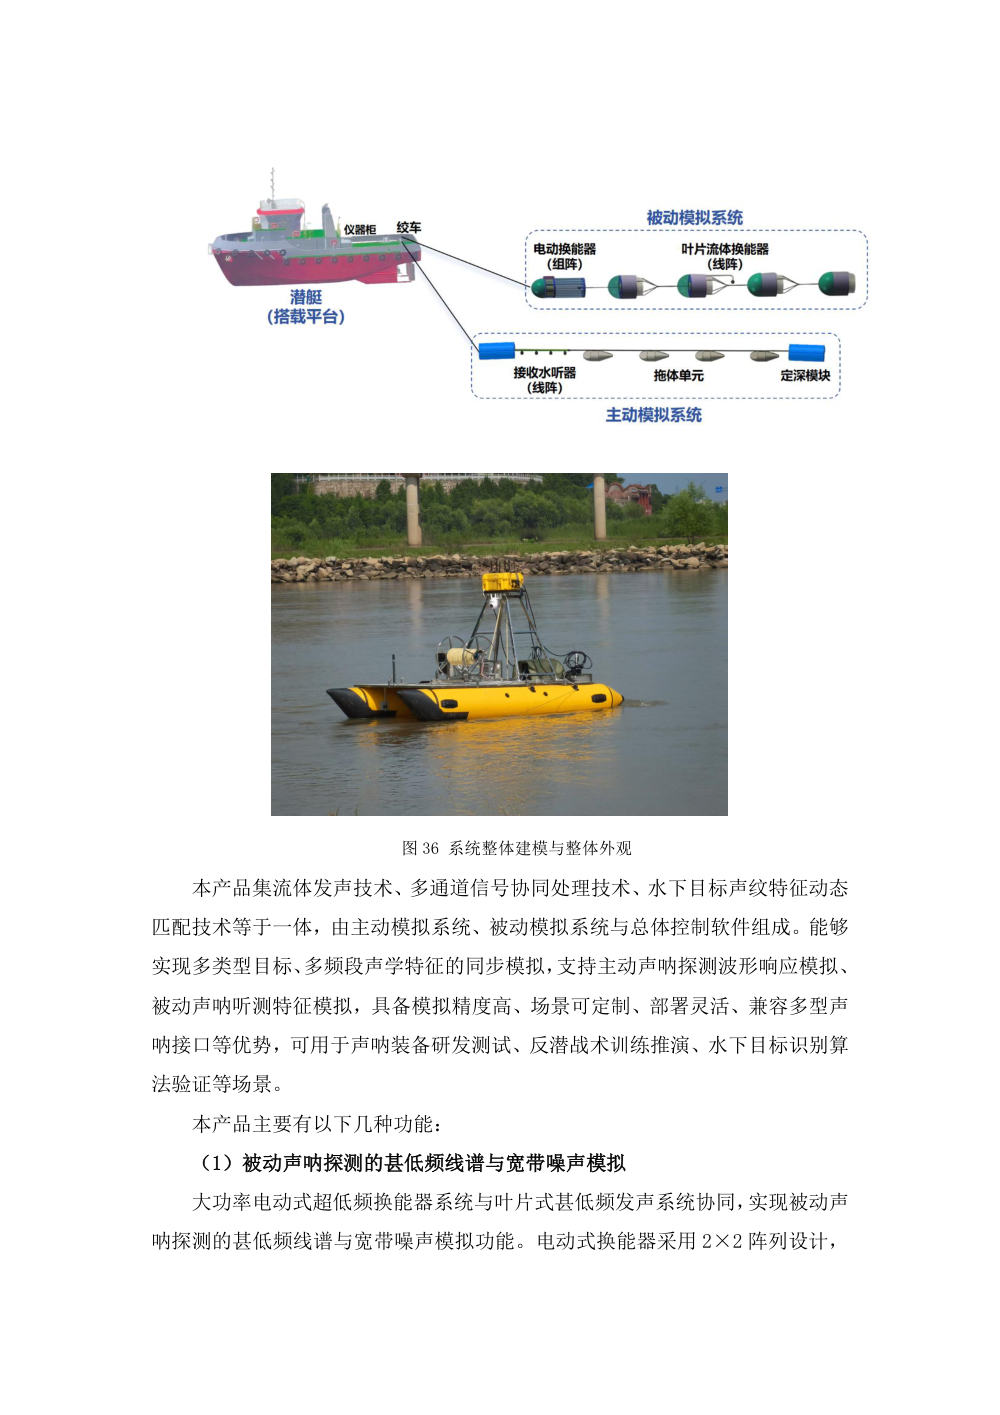 被动模拟系统
仪器柜 绞车
电动换能器
（组阵）
叶片流体换能器
（线阵）
潜艇
（搭载平台）
接收水听器
（线阵）
拖体单元
定深模块
主动模拟系统
图 36 系统整体建模与整体外观
本产品集流体发声技术、多通道信号协同处理技术、水下目标声纹特征动态
匹配技术等于一体，由主动模拟系统、被动模拟系统与总体控制软件组成。能够
实现多类型目标、多频段声学特征的同步模拟，支持主动声呐探测波形响应模拟、
被动声呐听测特征模拟，具备模拟精度高、场景可定制、部署灵活、兼容多型声
呐接口等优势，可用于声呐装备研发测试、反潜战术训练推演、水下目标识别算
法验证等场景。
本产品主要有以下几种功能：
（1）被动声呐探测的甚低频线谱与宽带噪声模拟
大功率电动式超低频换能器系统与叶片式甚低频发声系统协同，实现被动声
呐探测的甚低频线谱与宽带噪声模拟功能。电动式换能器采用 2×2 阵列设计，